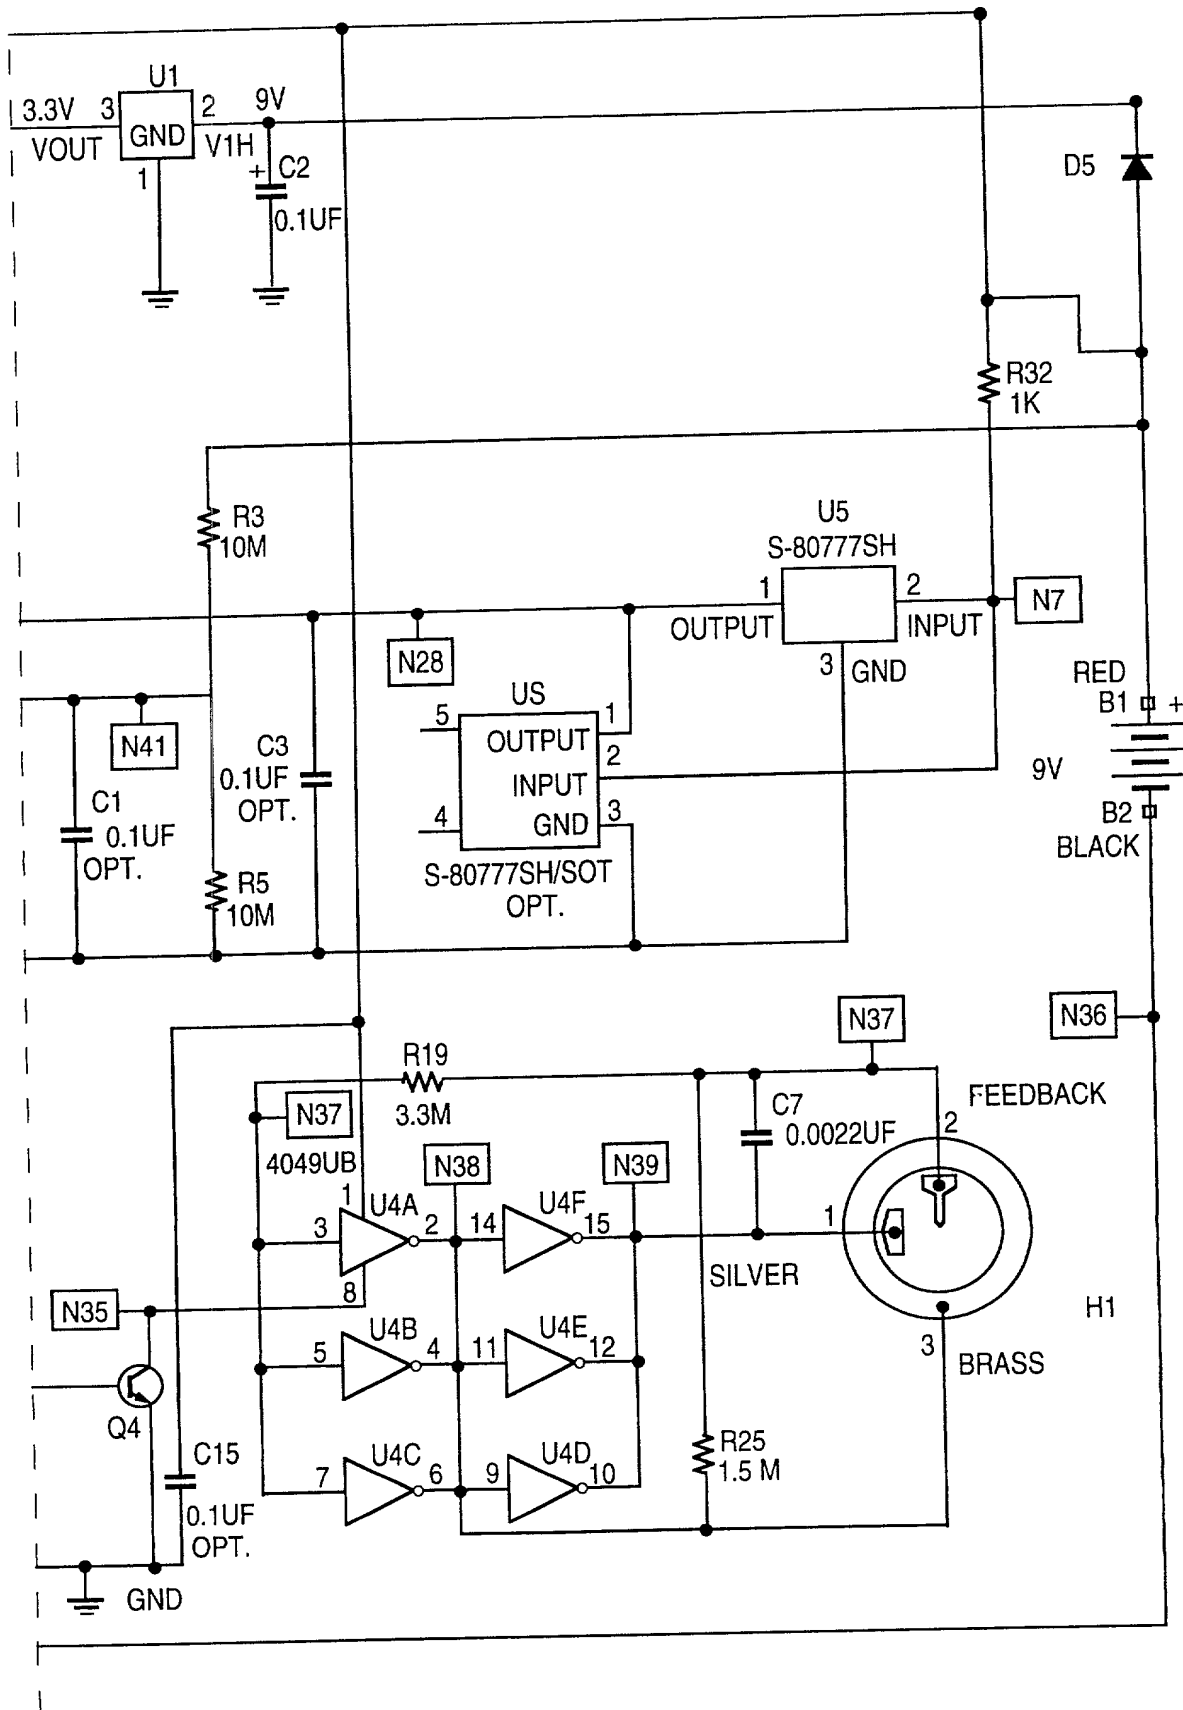 U1
3.3V 3 2 9V
GND
VOUT V1H
1
+ C2
0.1UF
D5
R32
1K
R3
10M
U5
S-80777SH
1 2
N7
OUTPUT INPUT
3 GND
N28
N41
US
5 1
OUTPUT
2
INPUT
4 3
GND
S-80777SH/SOT
OPT.
C3
0.1UF
OPT.
C1
0.1UF
OPT.
R5
10M
RED
B1 +
9V
B2
BLACK
N36
N37
R19
3.3M
N37
4049UB
N38
N39
C7
0.0022UF
FEEDBACK
2
1 U4A
3 2
8
14 U4F 15
1
SILVER
N35
U4B
5 4
U4E
11 12
H1
3
BRASS
Q4
U4C
7 6
U4D
9 10
R25
1.5 M
C15
0.1UF
OPT.
GND